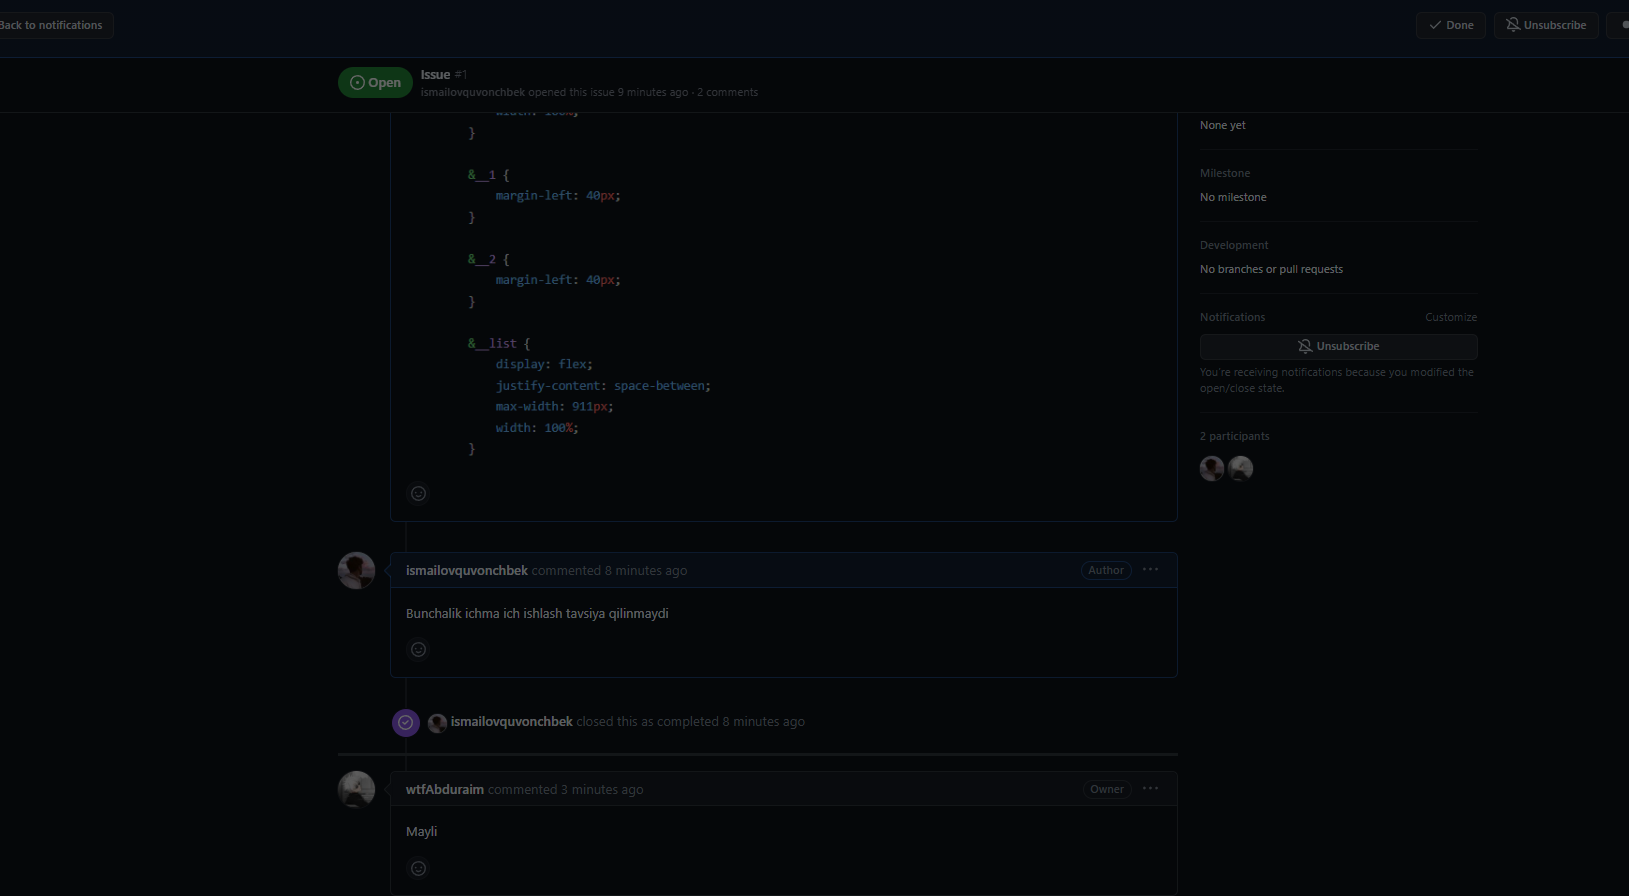 Back to notifications
Done
Unsubscribe
Open
Issue #1
ismailovquvonchbek opened this issue 9 minutes ago · 2 comments
width: 100%;
}
&__1 {
margin-left: 40px;
}
&__2 {
margin-left: 40px;
}
&__list {
display: flex;
justify-content: space-between;
max-width: 911px;
width: 100%;
}
None yet
Milestone
No milestone
Development
No branches or pull requests
Notifications
Customize
Unsubscribe
You're receiving notifications because you modified the
open/close state.
2 participants
ismailovquvonchbek commented 8 minutes ago
Author
Bunchalik ichma ich ishlash tavsiya qilinmaydi
ismailovquvonchbek closed this as completed 8 minutes ago
wtfAbduraim commented 3 minutes ago
Owner
Mayli